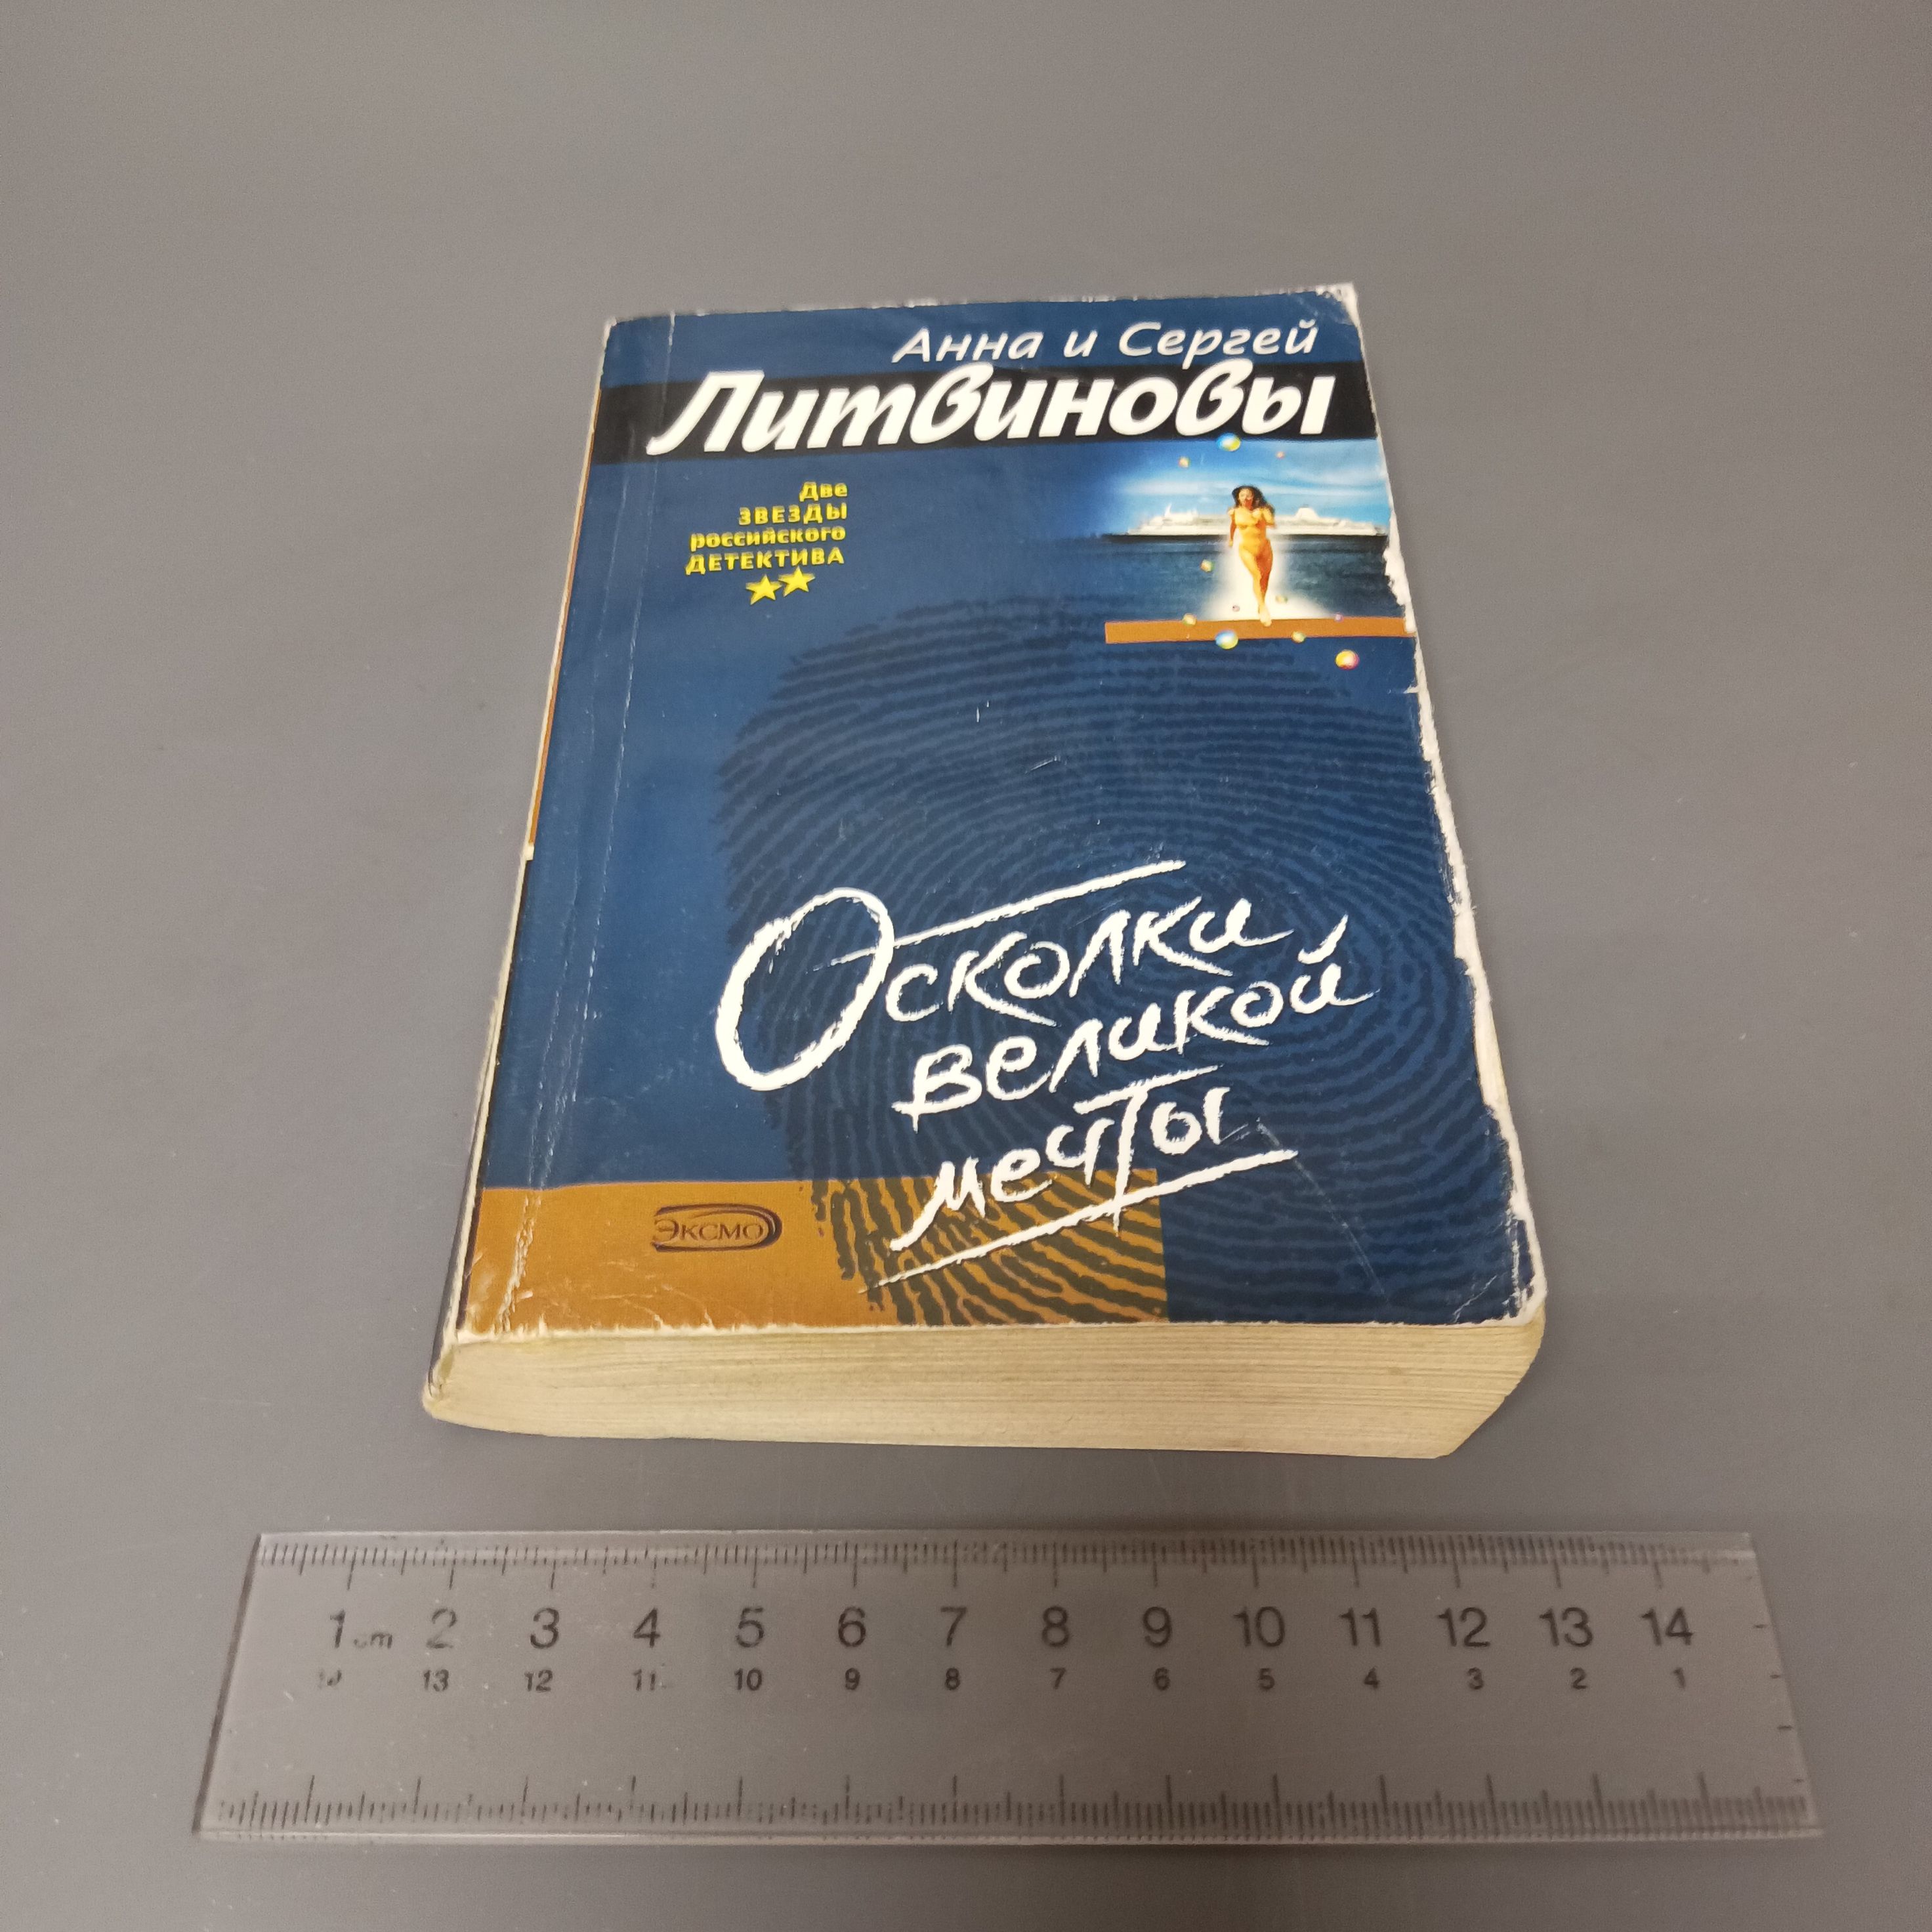 Анна и Сергей
Литвиновы
Две
ЗВЕЗДЫ
российского
ДЕТЕКТИВА
Осколки
великой
мечты
ЭКСМО
1 cm 2 3 4 5 6 7 8 9 10 11 12 13 14
14 13 12 11 10 9 8 7 6 5 4 3 2 1